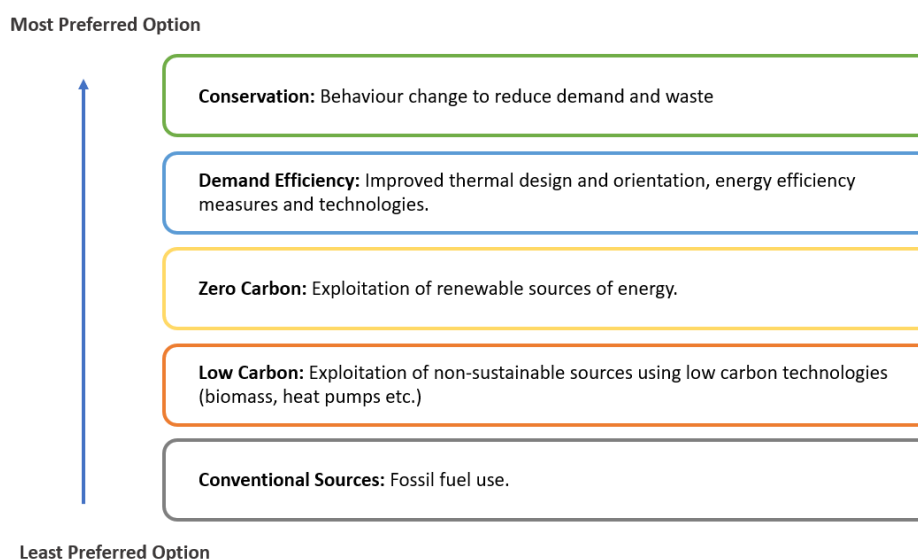 Most Preferred Option
Conservation: Behaviour change to reduce demand and waste
Demand Efficiency: Improved thermal design and orientation, energy efficiency
measures and technologies.
Zero Carbon: Exploitation of renewable sources of energy.
Low Carbon: Exploitation of non-sustainable sources using low carbon technologies
(biomass, heat pumps etc.)
Conventional Sources: Fossil fuel use.
Least Preferred Option